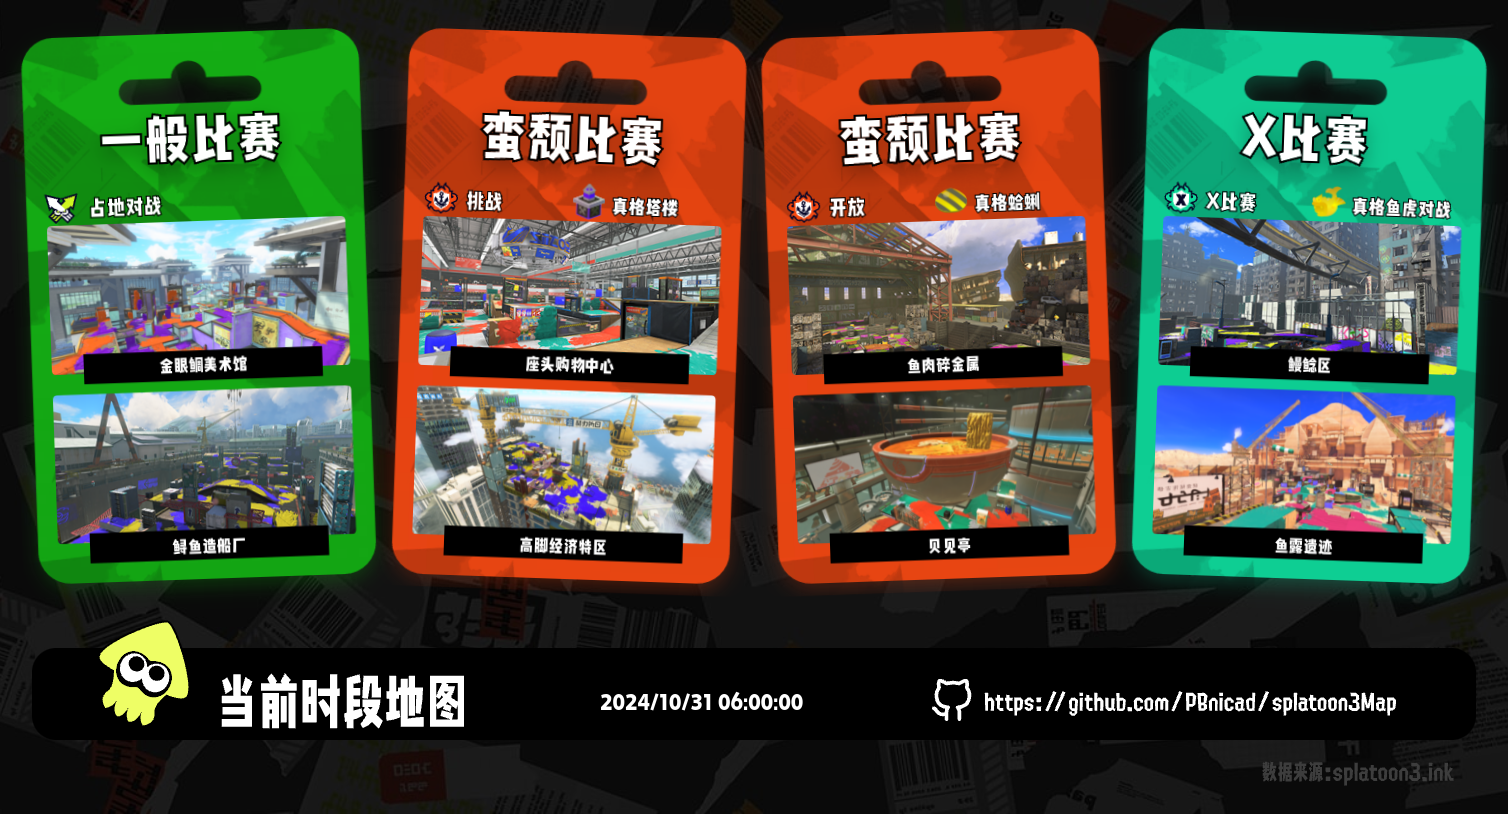 一般比赛
占地对战
金眼鲷美术馆
鲟鱼造船厂
蛮颓比赛
挑战
真格塔楼
座头购物中心
高脚经济特区
蛮颓比赛
开放
真格蛤蜊
鱼肉碎金属
贝见亭
X比赛
X比赛
真格鱼虎对战
鳗鲶区
鱼露遗迹
当前时段地图
2024/10/31 06:00:00
https://github.com/PBnicad/splatoon3Map
数据来源:splatoon3.ink